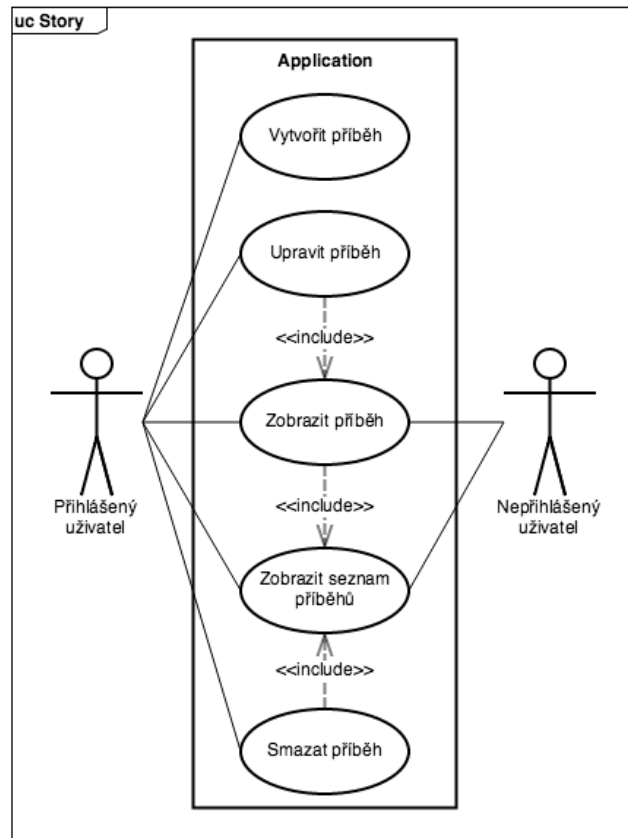 uc Story
Application
Vytvořit příběh
Upravit příběh
<<include>>
Zobrazit příběh
<<include>>
Přihlášený
uživatel
Nepřihlášený
uživatel
Zobrazit seznam
příběhů
<<include>>
Smazat příběh